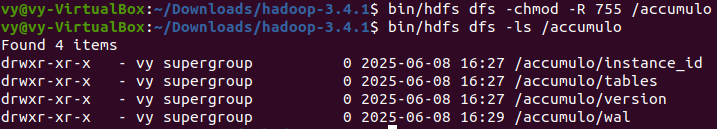 vy@vy-VirtualBox:~/Downloads/hadoop-3.4.1$ bin/hdfs dfs -chmod -R 755 /accumulo
vy@vy-VirtualBox:~/Downloads/hadoop-3.4.1$ bin/hdfs dfs -ls /accumulo
Found 4 items
drwxr-xr-x   - vy supergroup          0 2025-06-08 16:27 /accumulo/instance_id
drwxr-xr-x   - vy supergroup          0 2025-06-08 16:27 /accumulo/tables
drwxr-xr-x   - vy supergroup          0 2025-06-08 16:27 /accumulo/version
drwxr-xr-x   - vy supergroup          0 2025-06-08 16:29 /accumulo/wal